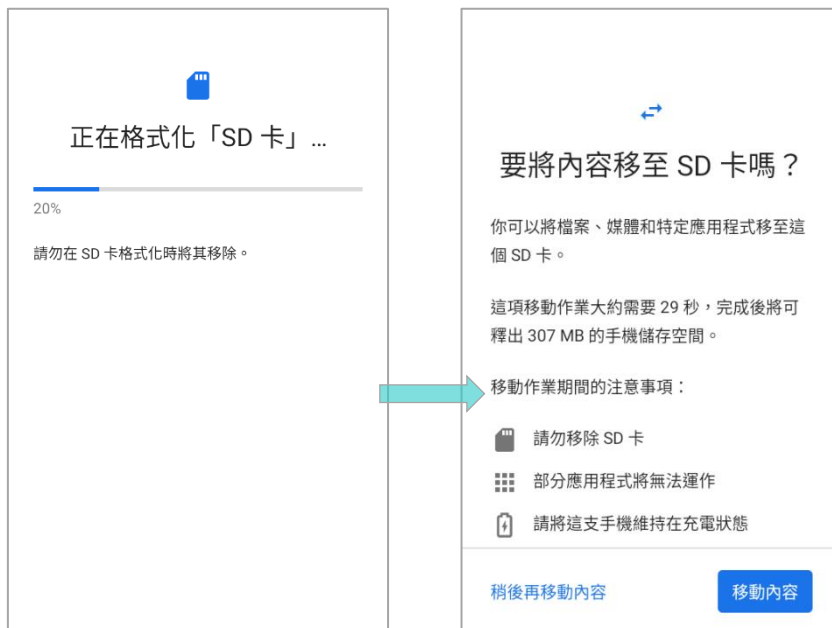 正在格式化「SD 卡」...
20%
請勿在 SD 卡格式化時將其移除。
要將內容移至 SD 卡嗎？
你可以將檔案、媒體和特定應用程式移至這
個 SD 卡。
這項移動作業大約需要 29 秒，完成後將可
釋出 307 MB 的手機儲存空間。
移動作業期間的注意事項：
請勿移除 SD 卡
部分應用程式將無法運作
請將這支手機維持在充電狀態
稍後再移動內容
移動內容